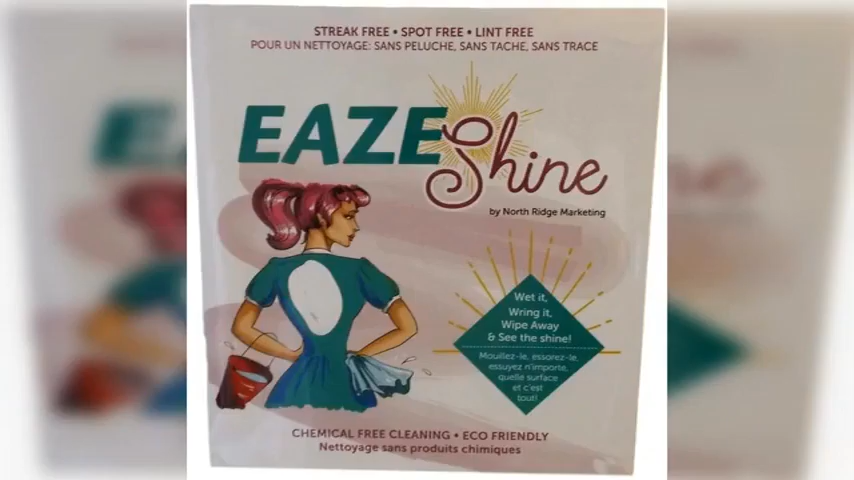 STREAK FREE • SPOT FREE • LINT FREE
POUR UN NETTOYAGE: SANS PELUCHE, SANS TACHE, SANS TRACE
EAZE Shine
by North Ridge Marketing
Wet it,
Wring it,
Wipe Away
& See the shine!
Mouillez-le, essorez-le,
essuyez n'importe,
quelle surface
et c'est
tout!
CHEMICAL FREE CLEANING • ECO FRIENDLY
Nettoyage sans produits chimiques